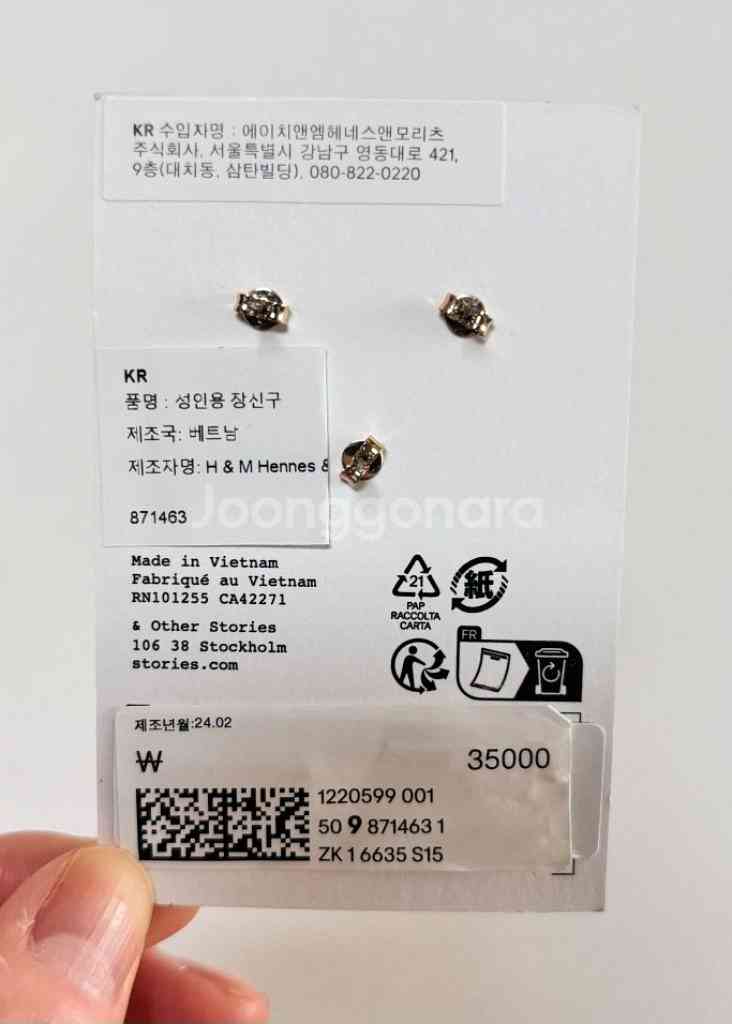 KR 수입자명 : 에이치앤엠헤네스앤모리츠
주식회사, 서울특별시 강남구 영동대로 421,
9층(대치동, 삼탄빌딩), 080-822-0220
KR
품명 : 성인용 장신구
제조국: 베트남
제조자명: H & M Hennes &
871463
Joonggonara
Made in Vietnam
Fabriqué au Vietnam
RN101255 CA42271
& Other Stories
106 38 Stockholm
stories.com
21
PAP
RACCOLTA
CARTA
紙
FR
제조년월:24.02
₩ 35000
1220599 001
50 9 871463 1
ZK 1 6635 S15